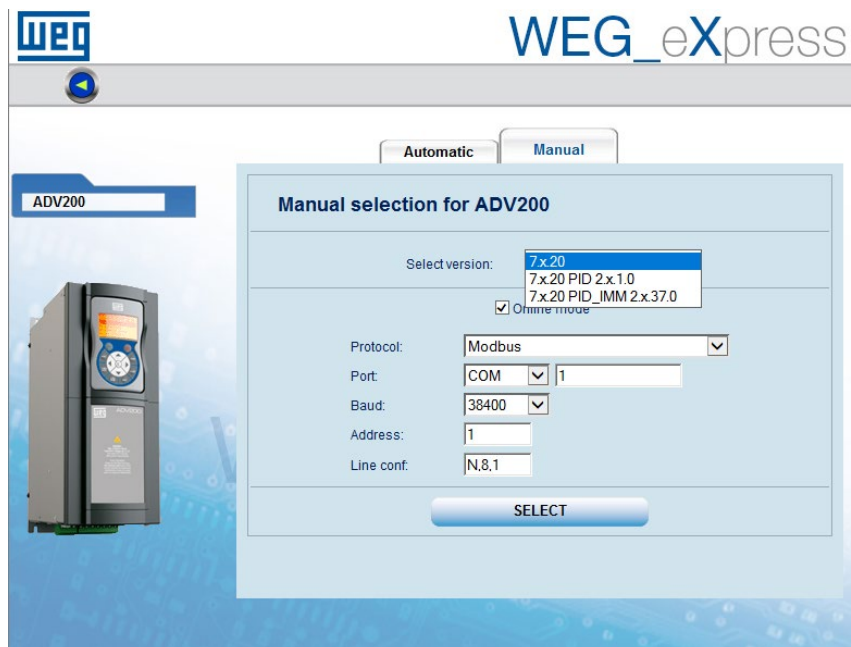 weg
WEG_eXpress
Automatic
Manual
ADV200
Manual selection for ADV200
Select version:
7.x.20
7.x.20 PID 2.x.1.0
7.x.20 PID_IMM 2.x.37.0
Online mode
Protocol:
Modbus
Port:
COM
1
Baud:
38400
Address:
1
Line conf:
N,8,1
SELECT
weg
ADV200